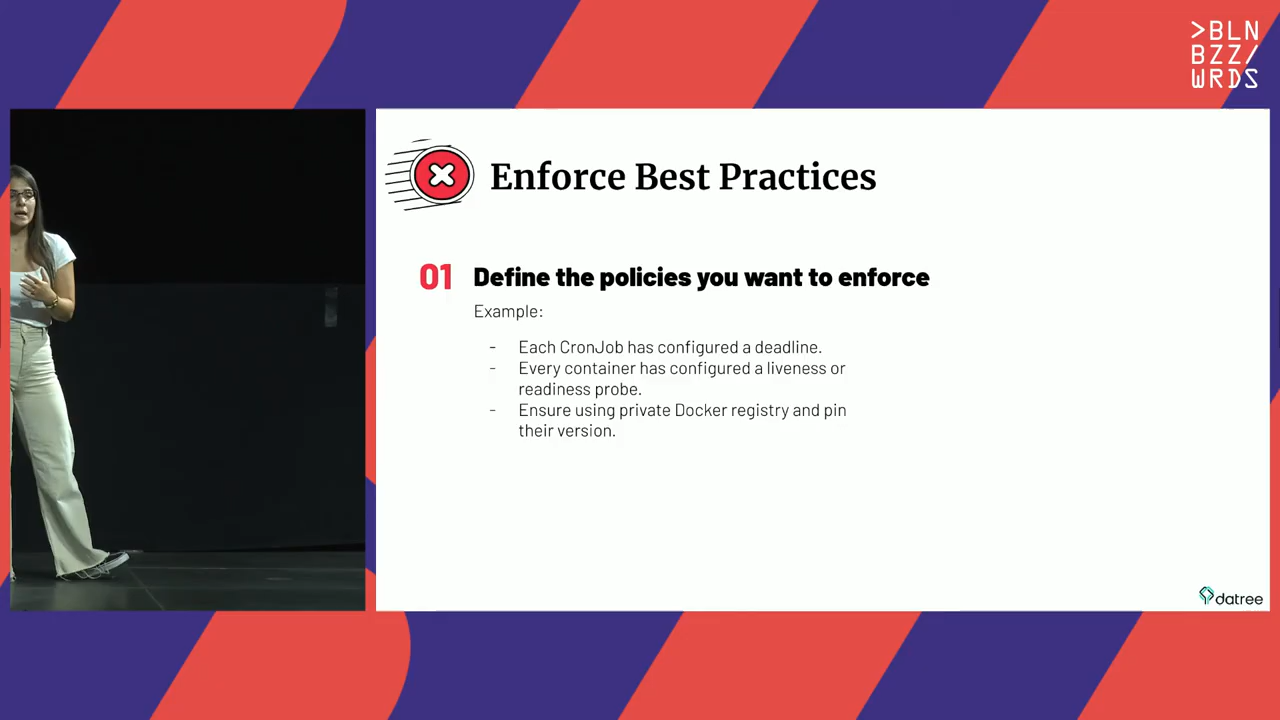 >BLN
BZZ/
WRDS
Enforce Best Practices
01 Define the policies you want to enforce
Example:
- Each CronJob has configured a deadline.
- Every container has configured a liveness or
readiness probe.
- Ensure using private Docker registry and pin
their version.
datree